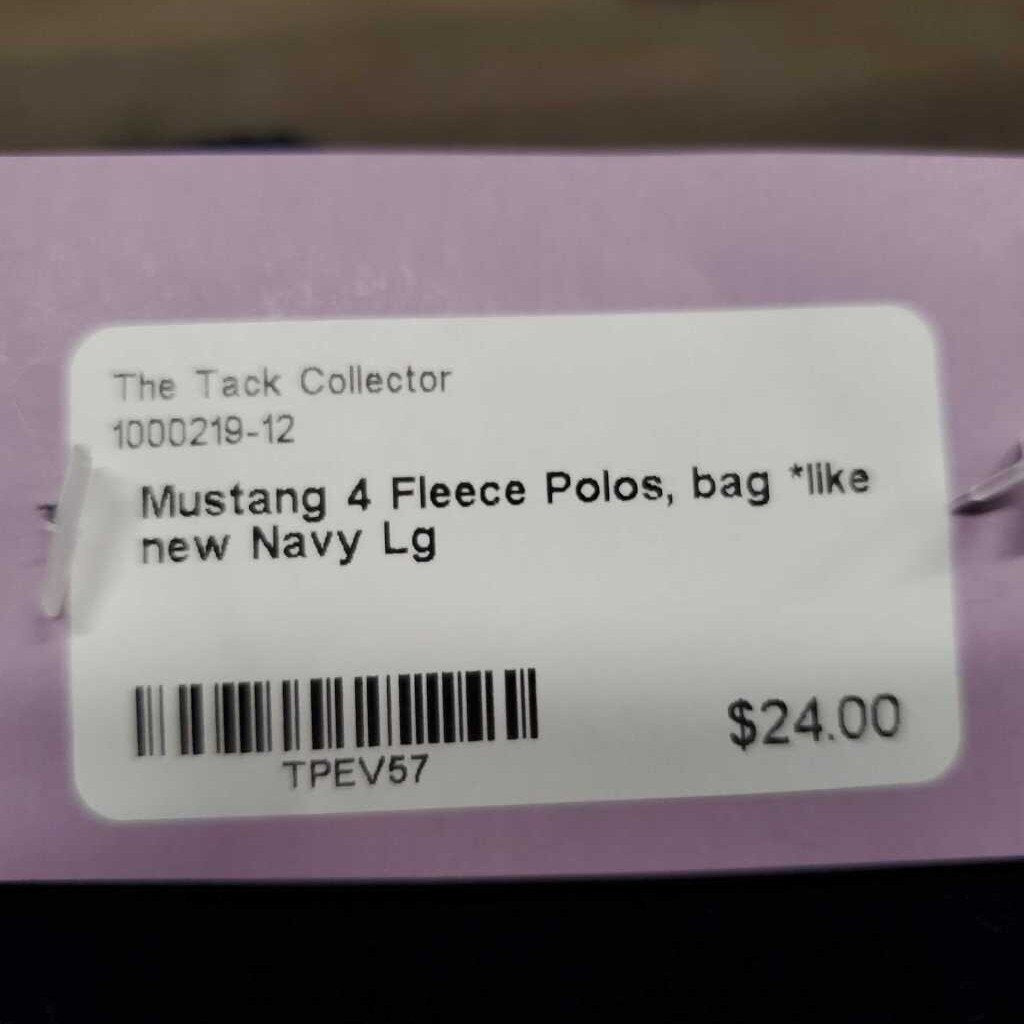 The Tack Collector
1000219-12
Mustang 4 Fleece Polos, bag *like
new Navy Lg
TPEV57
$24.00